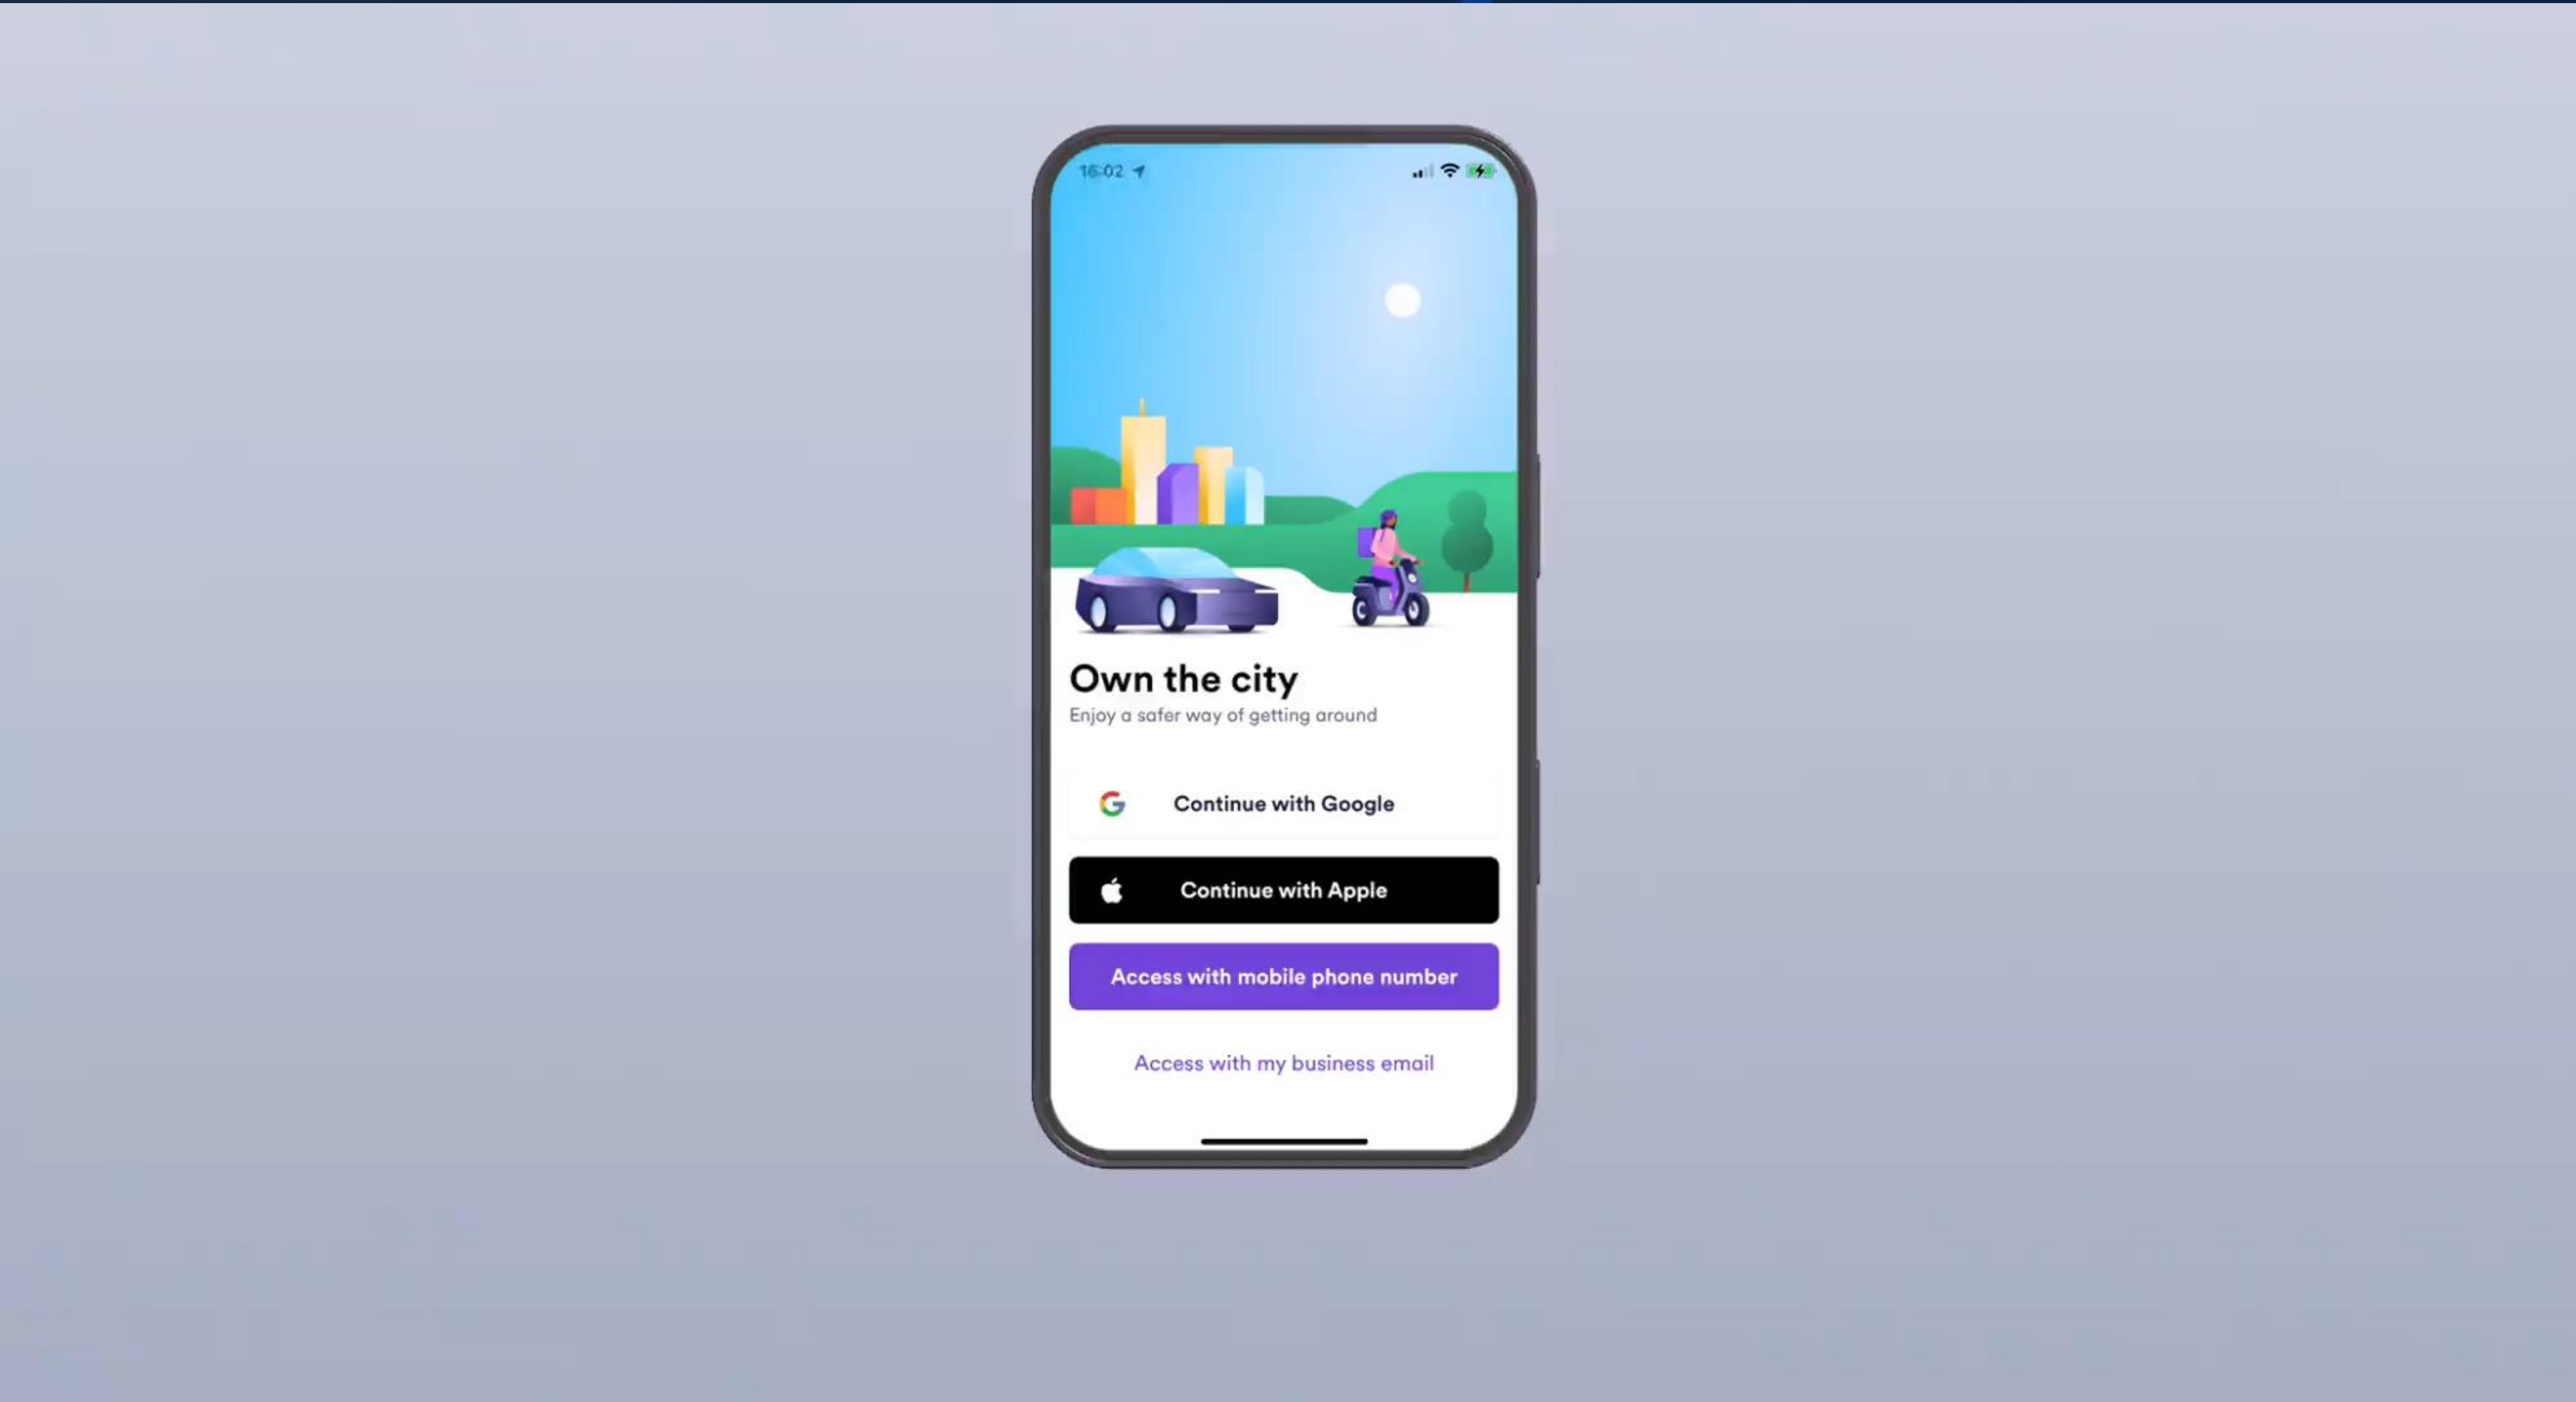 16:02
Own the city
Enjoy a safer way of getting around
Continue with Google
Continue with Apple
Access with mobile phone number
Access with my business email